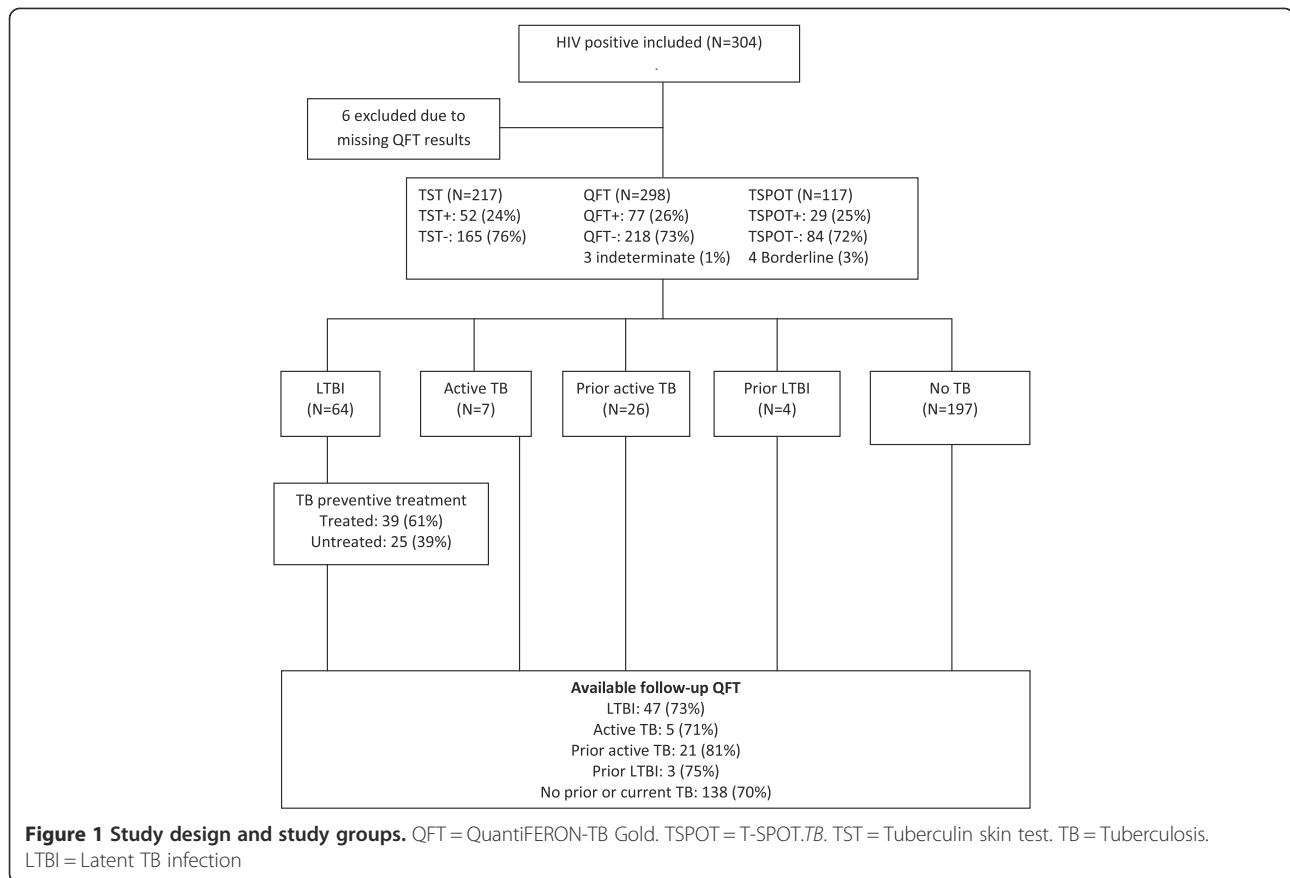 HIV positive included (N=304)
.
6 excluded due to
missing QFT results
TST (N=217)
TST+: 52 (24%)
TST-: 165 (76%)
QFT (N=298)
QFT+: 77 (26%)
QFT-: 218 (73%)
3 indeterminate (1%)
TSPOT (N=117)
TSPOT+: 29 (25%)
TSPOT-: 84 (72%)
4 Borderline (3%)
LTBI
(N=64)
Active TB
(N=7)
Prior active TB
(N=26)
Prior LTBI
(N=4)
No TB
(N=197)
TB preventive treatment
Treated: 39 (61%)
Untreated: 25 (39%)
Available follow-up QFT
LTBI: 47 (73%)
Active TB: 5 (71%)
Prior active TB: 21 (81%)
Prior LTBI: 3 (75%)
No prior or current TB: 138 (70%)
Figure 1 Study design and study groups. QFT = QuantiFERON-TB Gold. TSPOT = T-SPOT.TB. TST = Tuberculin skin test. TB = Tuberculosis.
LTBI = Latent TB infection